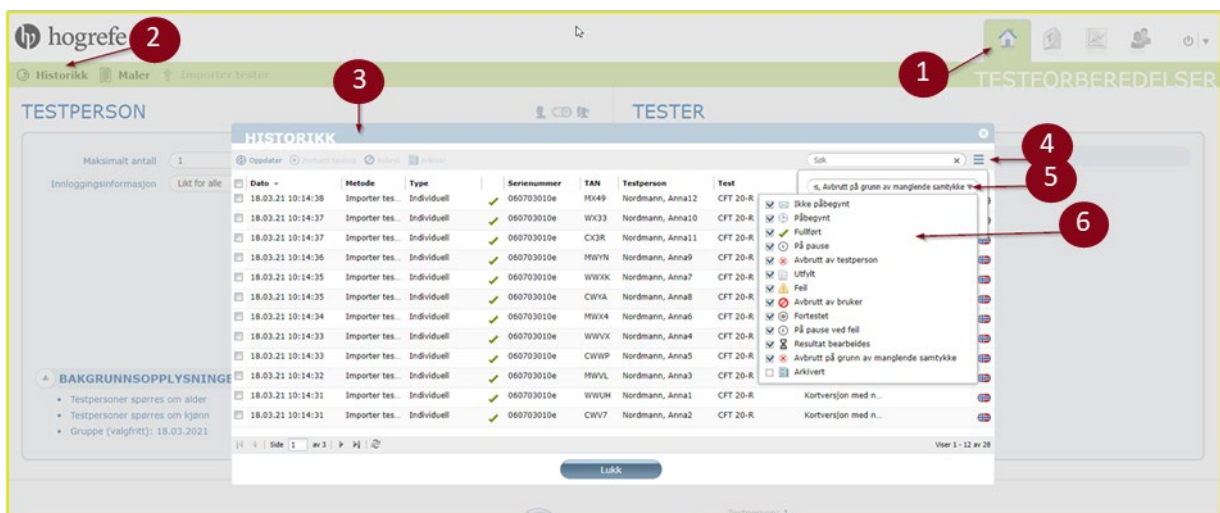 hogrefe
2
1
Historikk Maler Importer tester
TESTFORBEREDELSER
3
TESTPERSON
TESTER
HISTORIKK
4
Maksimalt antall 1
Oppdater Fortsett testing Avbryt Arkiver
Søk x
Innloggingsinformasjon Likt for alle
5
Dato Metode Type Serienummer TAN Testperson Test
s, Avbrutt på grunn av manglende samtykke
18.03.21 10:14:38 Importer tes... Individuell 060703010e MX49 Nordmann, Anna12 CFT 20-R
18.03.21 10:14:37 Importer tes... Individuell 060703010e WX33 Nordmann, Anna10 CFT 20-R
18.03.21 10:14:37 Importer tes... Individuell 060703010e CX3R Nordmann, Anna11 CFT 20-R
18.03.21 10:14:36 Importer tes... Individuell 060703010e MWYN Nordmann, Anna9 CFT 20-R
18.03.21 10:14:35 Importer tes... Individuell 060703010e WWXK Nordmann, Anna7 CFT 20-R
18.03.21 10:14:35 Importer tes... Individuell 060703010e CWYA Nordmann, Anna8 CFT 20-R
18.03.21 10:14:34 Importer tes... Individuell 060703010e MWX4 Nordmann, Anna6 CFT 20-R
18.03.21 10:14:33 Importer tes... Individuell 060703010e WWVX Nordmann, Anna4 CFT 20-R
18.03.21 10:14:33 Importer tes... Individuell 060703010e CWWP Nordmann, Anna5 CFT 20-R
18.03.21 10:14:32 Importer tes... Individuell 060703010e MWVL Nordmann, Anna3 CFT 20-R
18.03.21 10:14:31 Importer tes... Individuell 060703010e WWUH Nordmann, Anna1 CFT 20-R Kortversjon med n...
18.03.21 10:14:31 Importer tes... Individuell 060703010e CWV7 Nordmann, Anna2 CFT 20-R Kortversjon med n...
Ikke påbegynt
Påbegynt
Fullført
På pause
Avbrutt av testperson
Utfylt
Feil
Avbrutt av bruker
Fortestet
På pause ved feil
Resultat bearbeides
Avbrutt på grunn av manglende samtykke
Arkivert
6
BAKGRUNNSOPPLYSNINGE
Testpersoner spørres om alder
Testpersoner spørres om kjønn
Gruppe (valgfritt): 18.03.2021
Side 1 av 3
Viser 1 - 12 av 28
Lukk